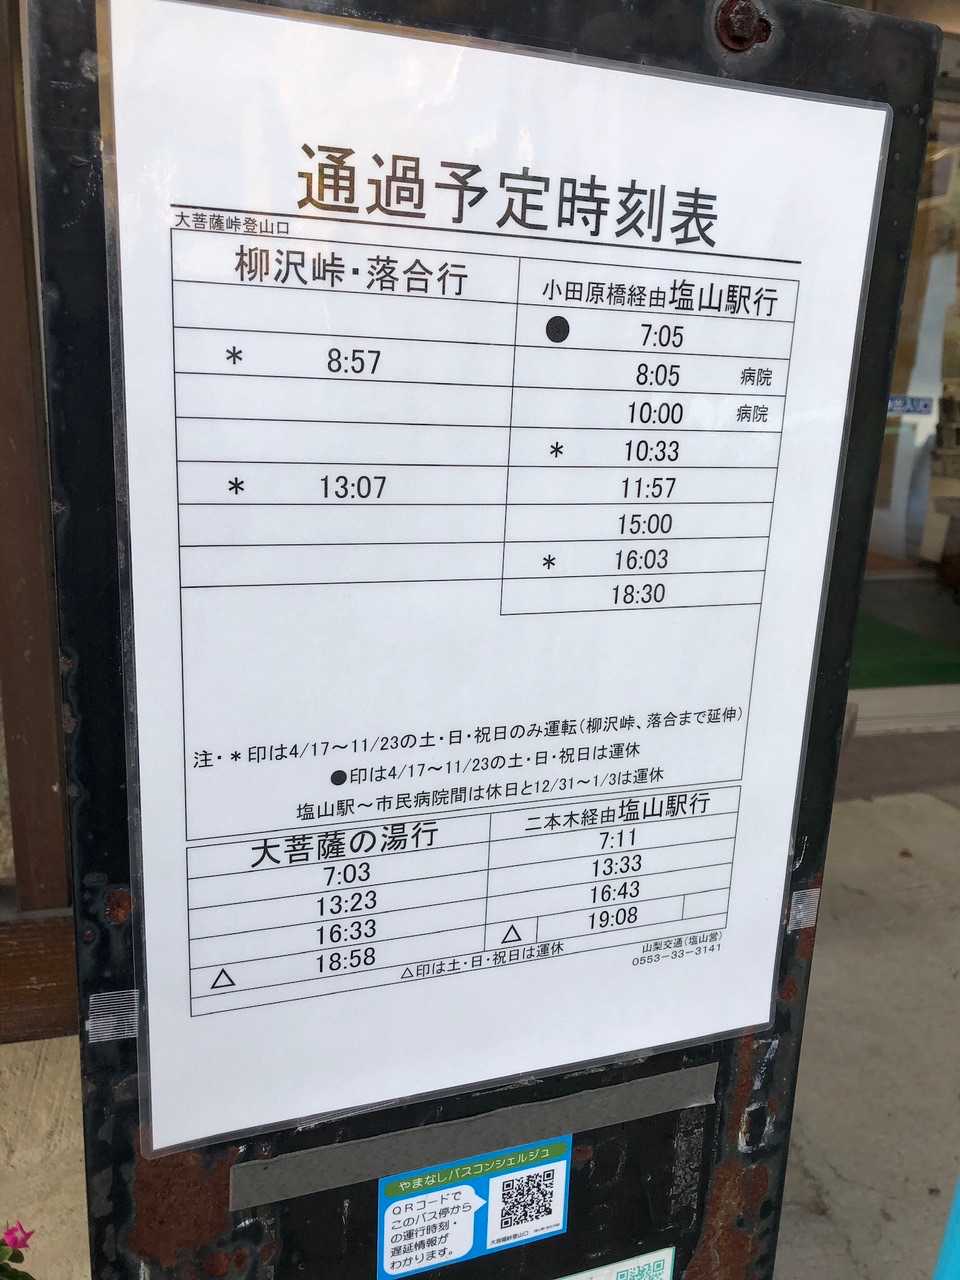 通過予定時刻表
大菩薩峠登山口
柳沢峠・落合行
小田原橋経由塩山駅行
● 7:05
* 8:57
8:05 病院
10:00 病院
* 10:33
* 13:07
11:57
15:00
* 16:03
18:30
注・*印は4/17～11/23の土・日・祝日のみ運転(柳沢峠、落合まで延伸)
●印は4/17～11/23の土・日・祝日は運休
塩山駅～市民病院間は休日と12/31～1/3は運休
大菩薩の湯行
二本木経由塩山駅行
7:03
7:11
13:23
13:33
16:33
16:43
△ 18:58
△ 19:08
△印は土・日・祝日は運休
山梨交通(塩山営)
0553-33-3141
やまなしバスコンシェルジュ
QRコードで
このバス停から
の運行時刻・
遅延情報が
わかります。
大菩薩峠登山口